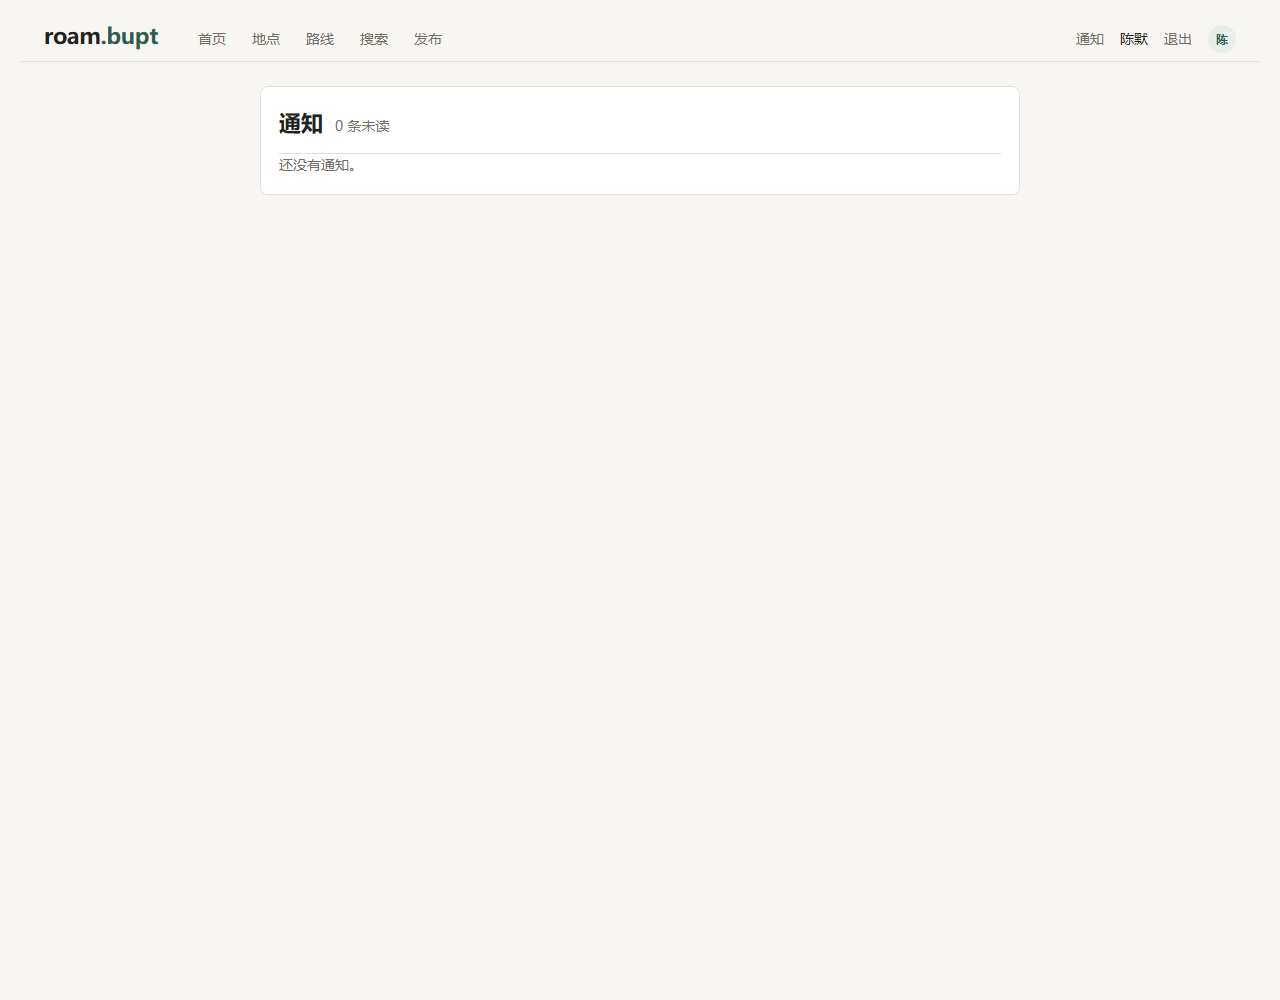 roam.bupt 首页 地点 路线 搜索 发布 通知 陈默 退出 陈
通知 0 条未读
还没有通知。